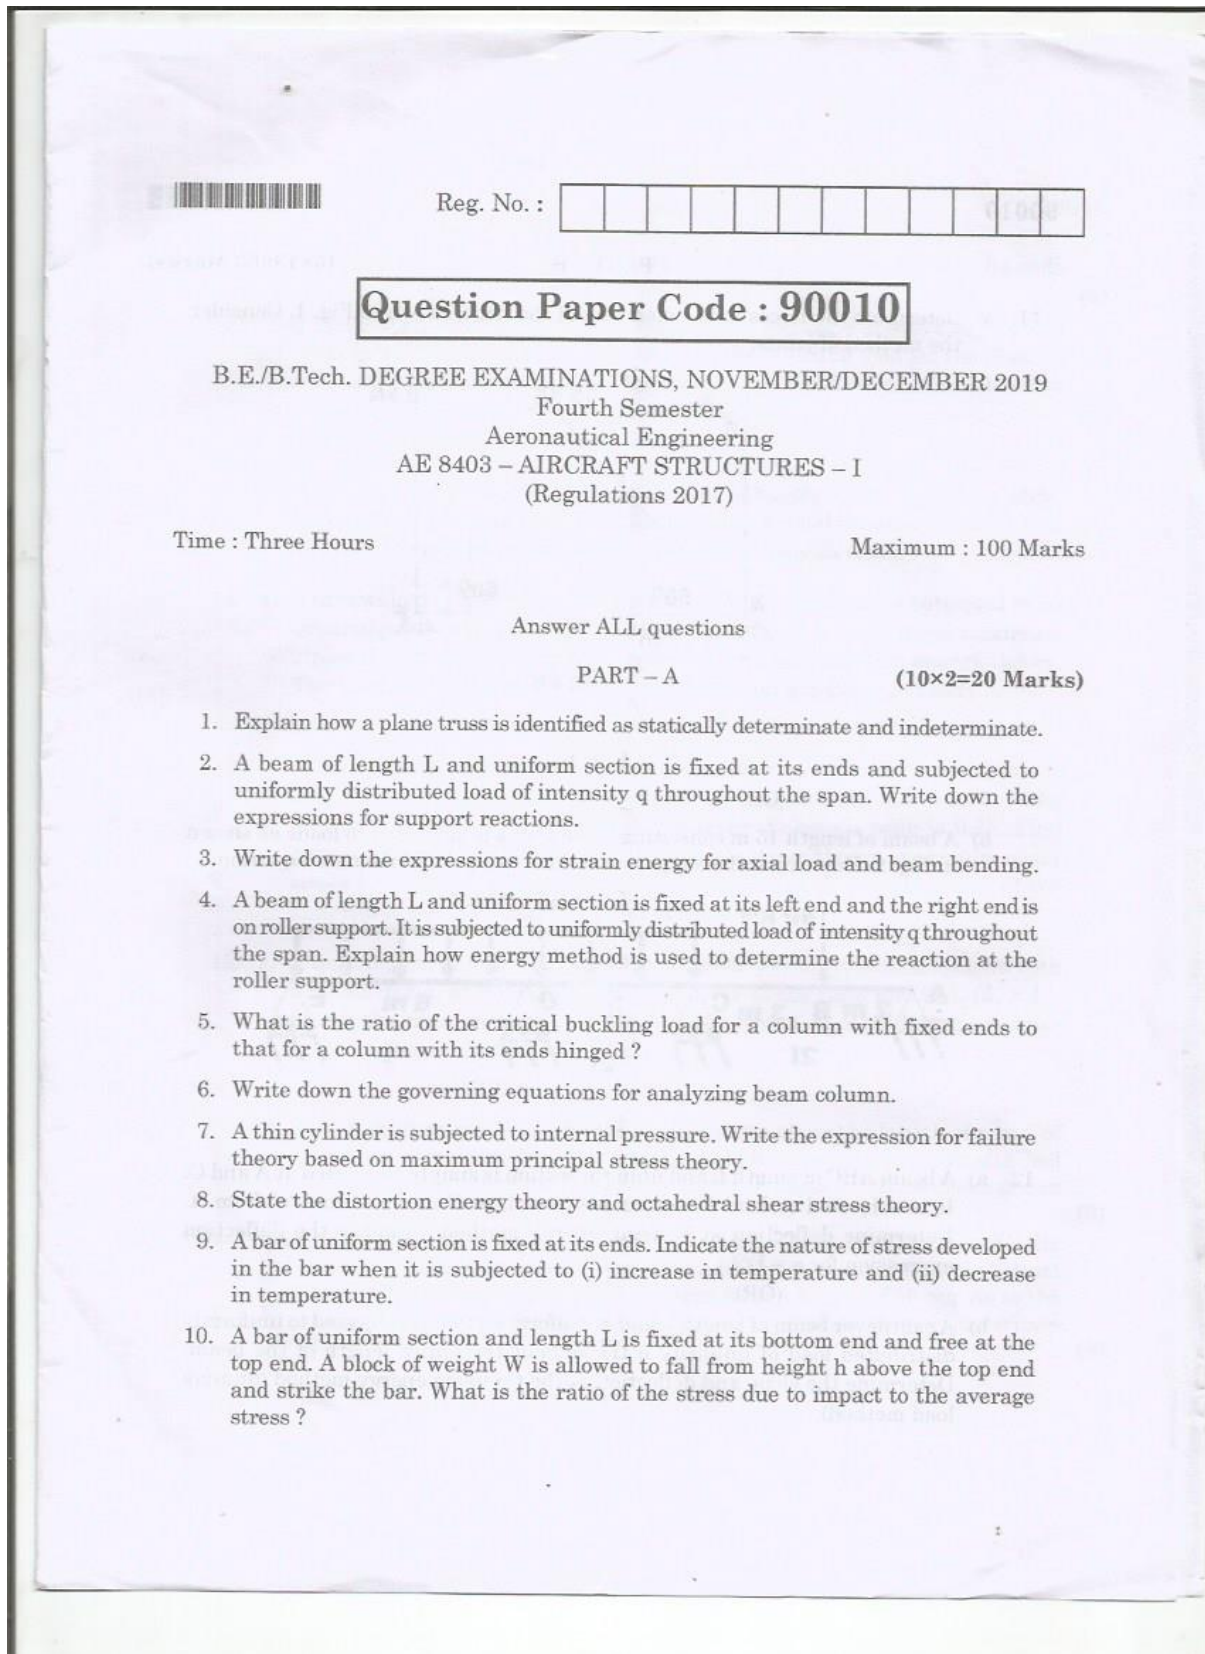 Reg. No. :
Question Paper Code : 90010
B.E./B.Tech. DEGREE EXAMINATIONS, NOVEMBER/DECEMBER 2019
Fourth Semester
Aeronautical Engineering
AE 8403 – AIRCRAFT STRUCTURES – I
(Regulations 2017)
Time : Three Hours
Maximum : 100 Marks
Answer ALL questions
PART – A
(10×2=20 Marks)
1. Explain how a plane truss is identified as statically determinate and indeterminate.
2. A beam of length L and uniform section is fixed at its ends and subjected to
uniformly distributed load of intensity q throughout the span. Write down the
expressions for support reactions.
3. Write down the expressions for strain energy for axial load and beam bending.
4. A beam of length L and uniform section is fixed at its left end and the right end is
on roller support. It is subjected to uniformly distributed load of intensity q throughout
the span. Explain how energy method is used to determine the reaction at the
roller support.
5. What is the ratio of the critical buckling load for a column with fixed ends to
that for a column with its ends hinged ?
6. Write down the governing equations for analyzing beam column.
7. A thin cylinder is subjected to internal pressure. Write the expression for failure
theory based on maximum principal stress theory.
8. State the distortion energy theory and octahedral shear stress theory.
9. A bar of uniform section is fixed at its ends. Indicate the nature of stress developed
in the bar when it is subjected to (i) increase in temperature and (ii) decrease
in temperature.
10. A bar of uniform section and length L is fixed at its bottom end and free at the
top end. A block of weight W is allowed to fall from height h above the top end
and strike the bar. What is the ratio of the stress due to impact to the average
stress ?